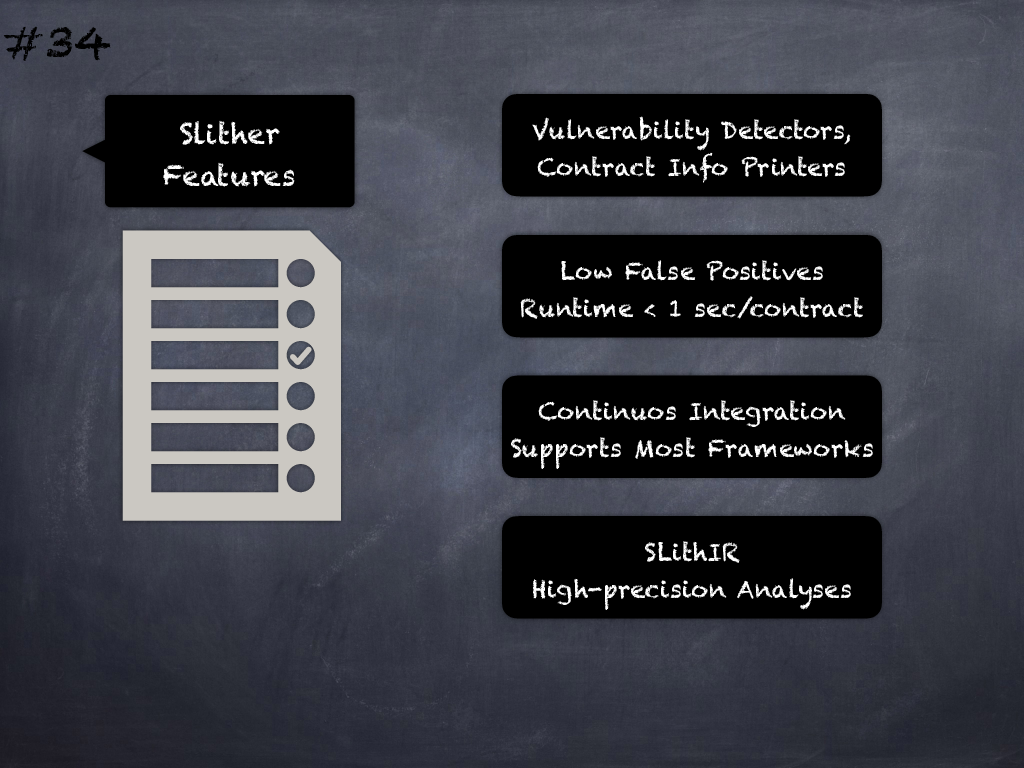 #34
Slither
Features
Vulnerability Detectors,
Contract Info Printers
Low False Positives
Runtime < 1 sec/contract
Continuos Integration
Supports Most Frameworks
SLithIR
High-precision Analyses